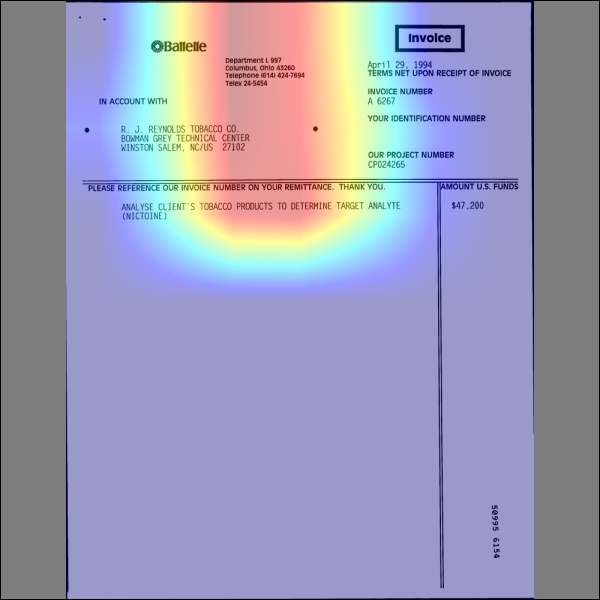 Battelle
Invoice
Department L 997
Columbus, Ohio 43260
Telephone (614) 424-7694
Telex 24-5454
April 29, 1994
TERMS NET UPON RECEIPT OF INVOICE
IN ACCOUNT WITH
INVOICE NUMBER
A 6267
YOUR IDENTIFICATION NUMBER
R. J. REYNOLDS TOBACCO CO.
BOWMAN GREY TECHNICAL CENTER
WINSTON SALEM, NC/US 27102
OUR PROJECT NUMBER
CP024265
PLEASE REFERENCE OUR INVOICE NUMBER ON YOUR REMITTANCE. THANK YOU.
AMOUNT U.S. FUNDS
ANALYSE CLIENT'S TOBACCO PRODUCTS TO DETERMINE TARGET ANALYTE
(NICTOINE)
$47,200
50995 6154